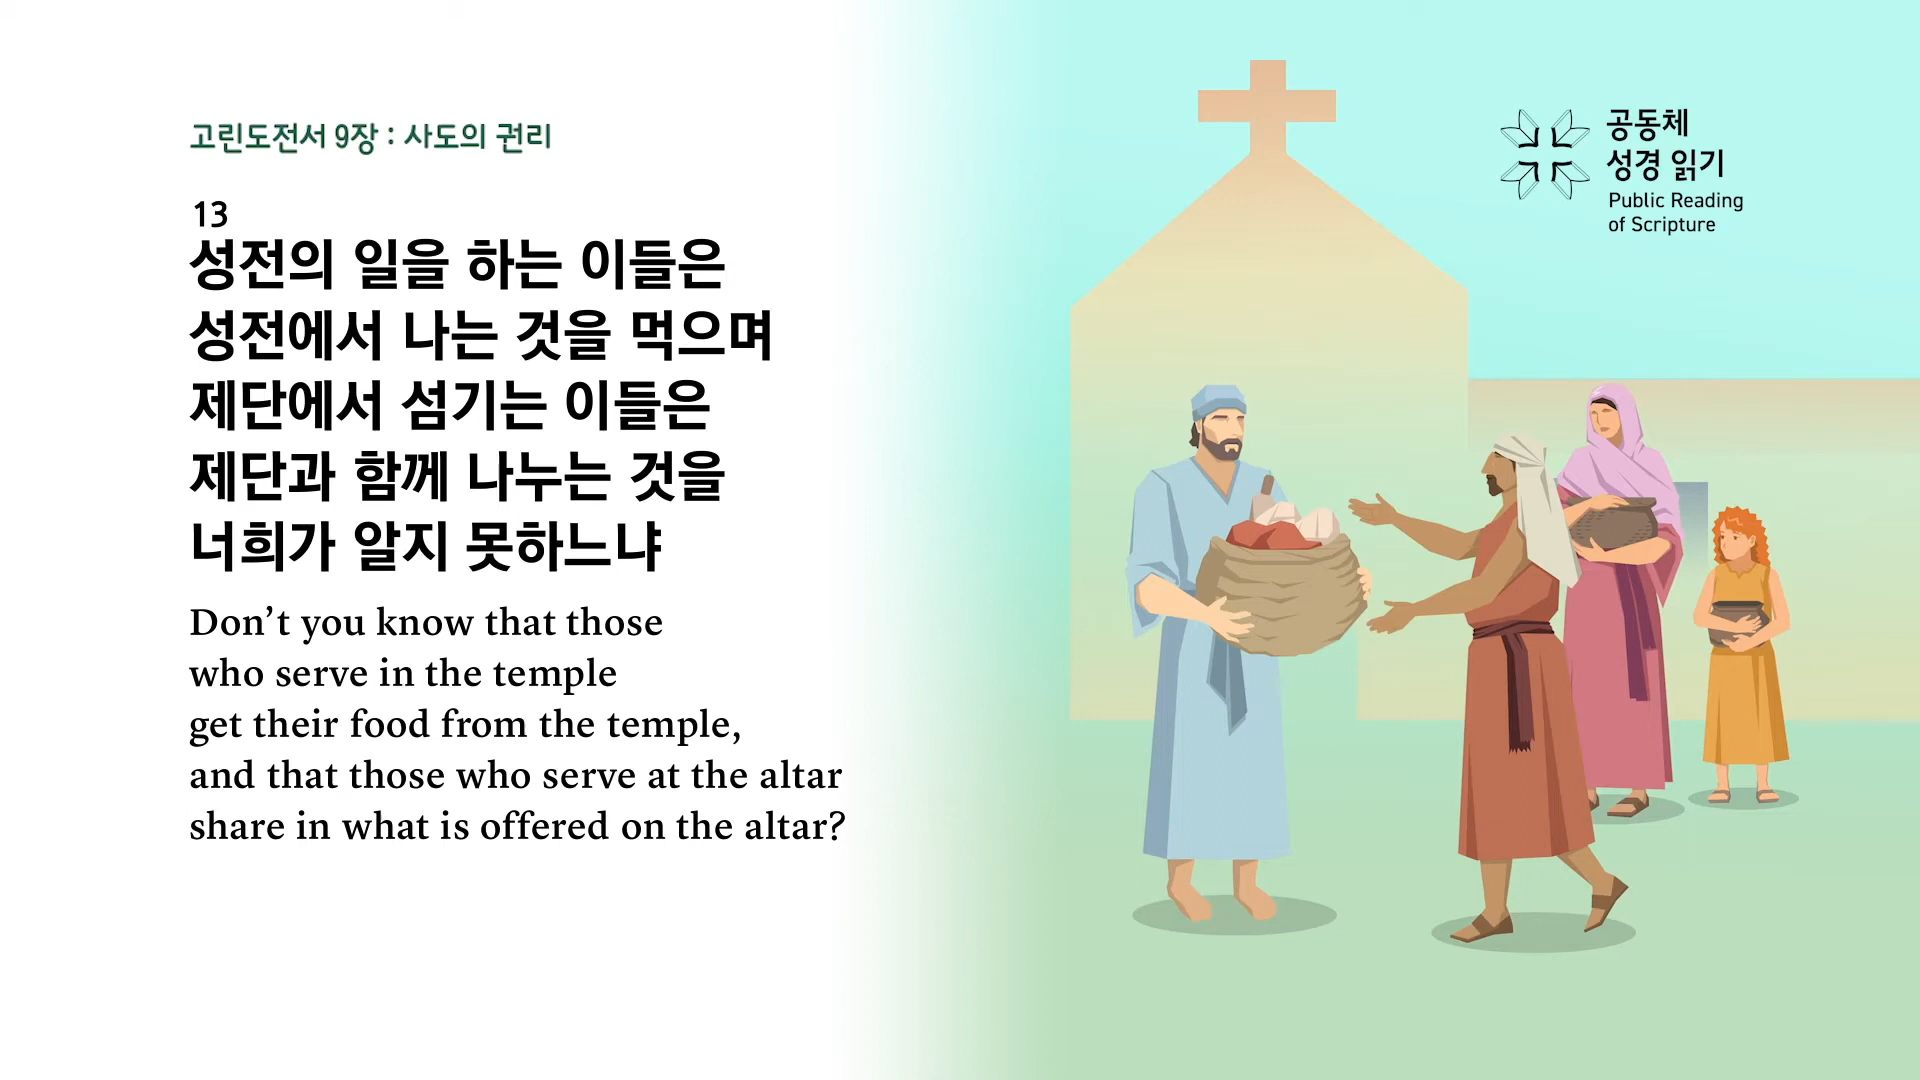 고린도전서 9장 : 사도의 권리
13
성전의 일을 하는 이들은
성전에서 나는 것을 먹으며
제단에서 섬기는 이들은
제단과 함께 나누는 것을
너희가 알지 못하느냐
Don’t you know that those
who serve in the temple
get their food from the temple,
and that those who serve at the altar
share in what is offered on the altar?
공동체
성경 읽기
Public Reading
of Scripture